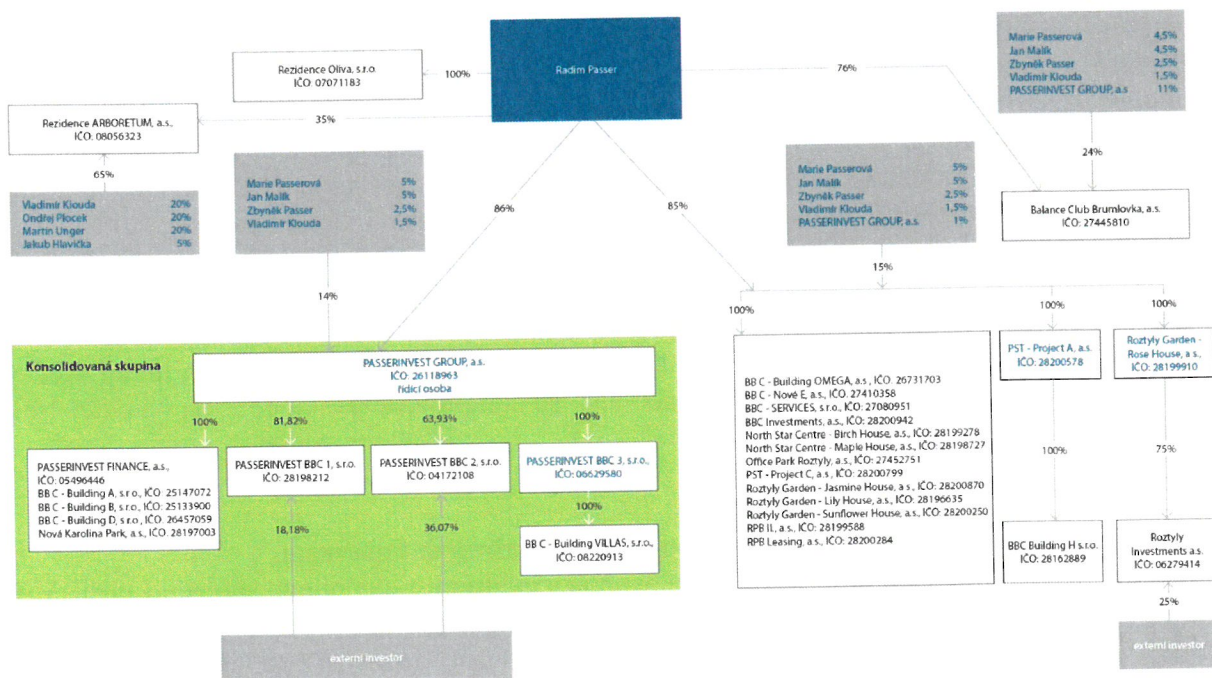 Radim Passer
Rezidence Oliva, s.r.o.
IČO: 07071183
100%
Rezidence ARBORETUM, a.s.,
IČO: 08056323
35%
65%
Vladimír Klouda 20%
Ondřej Plocek 20%
Martin Unger 20%
Jakub Hlavička 5%
Marie Passerová 5%
Jan Malík 5%
Zbyněk Passer 2,5%
Vladimír Klouda 1,5%
14%
86%
85%
76%
Marie Passerová 4,5%
Jan Malík 4,5%
Zbyněk Passer 2,5%
Vladimír Klouda 1,5%
PASSERINVEST GROUP, a.s 11%
24%
Balance Club Brumlovka, a.s.
IČO: 27445810
Marie Passerová 5%
Jan Malík 5%
Zbyněk Passer 2,5%
Vladimír Klouda 1,5%
PASSERINVEST GROUP, a.s. 1%
15%
Konsolidovaná skupina
PASSERINVEST GROUP, a.s.
IČO: 26118963
řídící osoba
100%
81,82%
63,93%
100%
PASSERINVEST FINANCE, a.s.,
IČO: 05496446
BB C - Building A, s.r.o., IČO: 25147072
BB C - Building B, s.r.o., IČO: 25133900
BB C - Building D, s.r.o., IČO: 26457059
Nová Karolina Park, a.s., IČO: 28197003
PASSERINVEST BBC 1, s.r.o.
IČO: 28198212
PASSERINVEST BBC 2, s.r.o.
IČO: 04172108
PASSERINVEST BBC 3, s.r.o.,
IČO: 06629580
18,18%
36,07%
100%
BB C - Building VILLAS, s.r.o.,
IČO: 08220913
externí investor
100%
100%
100%
BB C - Building OMEGA, a.s., IČO: 26731703
BB C - Nové E, a.s., IČO: 27410358
BBC - SERVICES, s.r.o., IČO: 27080951
BBC Investments, a.s., IČO: 28200942
North Star Centre - Birch House, a.s., IČO: 28199278
North Star Centre - Maple House, a.s., IČO: 28198727
Office Park Roztyly, a.s., IČO: 27452751
PST - Project C, a.s., IČO: 28200799
Roztyly Garden - Jasmine House, a.s., IČO: 28200870
Roztyly Garden - Lily House, a.s., IČO: 28196635
Roztyly Garden - Sunflower House, a.s., IČO: 28200250
RPB II., a.s., IČO: 28199588
RPB Leasing, a.s., IČO: 28200284
PST - Project A, a.s.
IČO: 28200578
100%
BBC Building H s.r.o.
IČO: 28162889
Roztyly Garden -
Rose House, a.s.,
IČO: 28199910
75%
Roztyly
Investments a.s.
IČO: 06279414
25%
externí investor